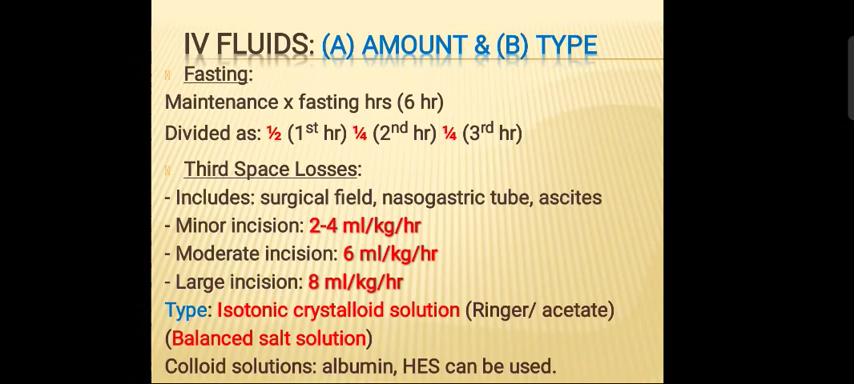 IV FLUIDS: (A) AMOUNT & (B) TYPE
Fasting:
Maintenance x fasting hrs (6 hr)
Divided as: ½ (1st hr) ¼ (2nd hr) ¼ (3rd hr)
Third Space Losses:
- Includes: surgical field, nasogastric tube, ascites
- Minor incision: 2-4 ml/kg/hr
- Moderate incision: 6 ml/kg/hr
- Large incision: 8 ml/kg/hr
Type: Isotonic crystalloid solution (Ringer/ acetate)
(Balanced salt solution)
Colloid solutions: albumin, HES can be used.